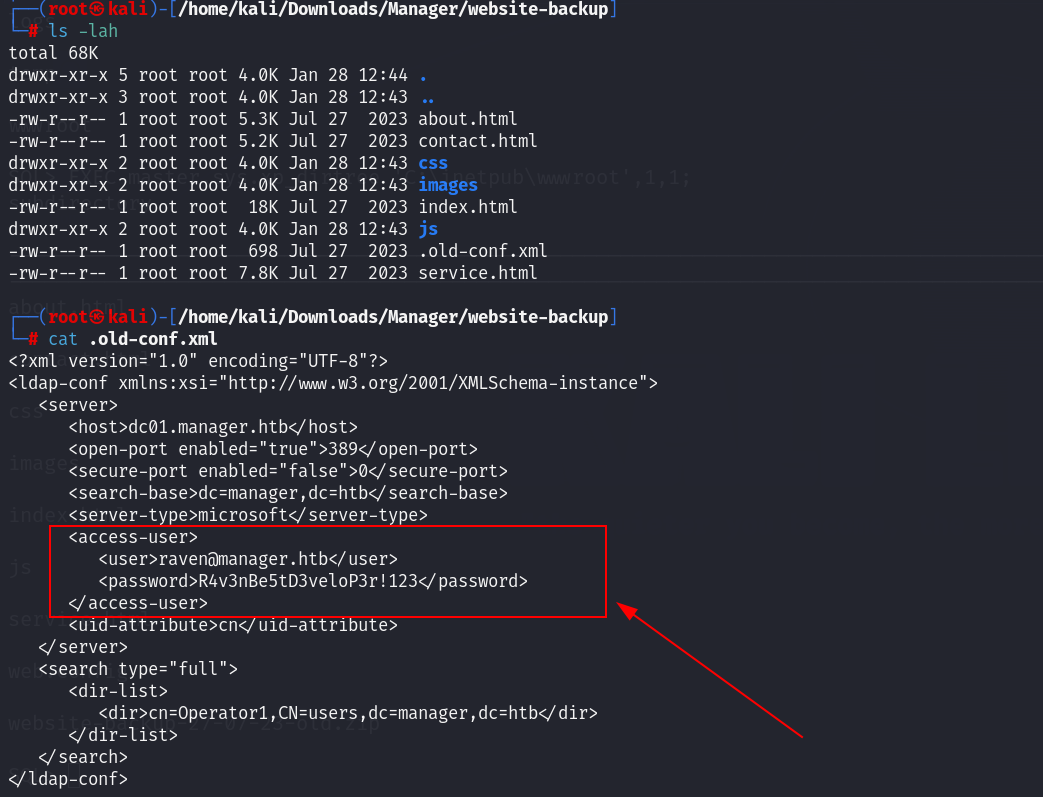 ┌──(root㉿kali)-[/home/kali/Downloads/Manager/website-backup]
└─# ls -lah
total 68K
drwxr-xr-x 5 root root 4.0K Jan 28 12:44 .
drwxr-xr-x 3 root root 4.0K Jan 28 12:43 ..
-rw-r--r-- 1 root root 5.3K Jul 27  2023 about.html
-rw-r--r-- 1 root root 5.2K Jul 27  2023 contact.html
drwxr-xr-x 2 root root 4.0K Jan 28 12:43 css
drwxr-xr-x 2 root root 4.0K Jan 28 12:43 images
-rw-r--r-- 1 root root  18K Jul 27  2023 index.html
drwxr-xr-x 2 root root 4.0K Jan 28 12:43 js
-rw-r--r-- 1 root root  698 Jul 27  2023 .old-conf.xml
-rw-r--r-- 1 root root 7.8K Jul 27  2023 service.html
┌──(root㉿kali)-[/home/kali/Downloads/Manager/website-backup]
└─# cat .old-conf.xml
<?xml version="1.0" encoding="UTF-8"?>
<ldap-conf xmlns:xsi="http://www.w3.org/2001/XMLSchema-instance">
   <server>
      <host>dc01.manager.htb</host>
      <open-port enabled="true">389</open-port>
      <secure-port enabled="false">0</secure-port>
      <search-base>dc=manager,dc=htb</search-base>
      <server-type>microsoft</server-type>
      <access-user>
         <user>raven@manager.htb</user>
         <password>R4v3nBe5tD3veloP3r!123</password>
      </access-user>
      <uid-attribute>cn</uid-attribute>
   </server>
   <search type="full">
      <dir-list>
         <dir>cn=Operator1,CN=users,dc=manager,dc=htb</dir>
      </dir-list>
   </search>
</ldap-conf>